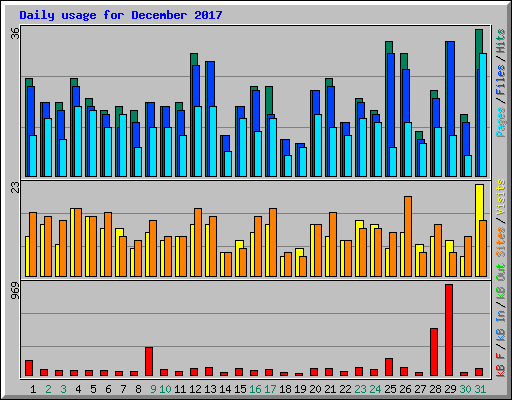 Daily usage for December 2017
36
Pages / Files / Hits
23
Sites / Visits
969
kB F / kB In / kB Out
1 2 3 4 5 6 7 8 9 10 11 12 13 14 15 16 17 18 19 20 21 22 23 24 25 26 27 28 29 30 31